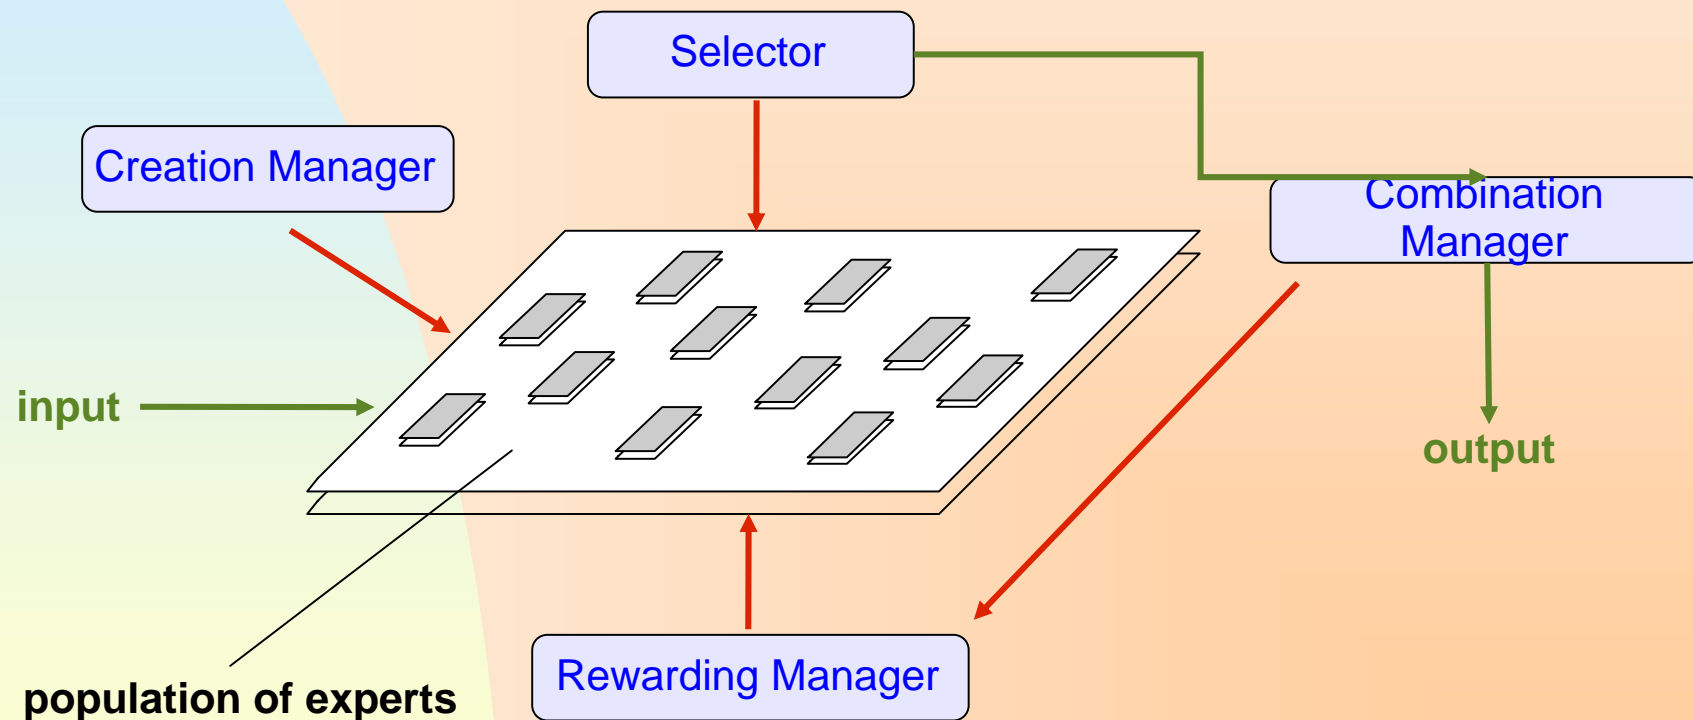 Selector
Creation Manager
Combination
Manager
input
output
Rewarding Manager
population of experts